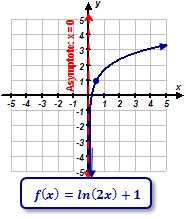 y
5
4
3
2
1
Asymptote: x = 0
x
-5 -4 -3 -2 -1 1 2 3 4 5
-1
-2
-3
-4
-5
f(x) = ln(2x) + 1